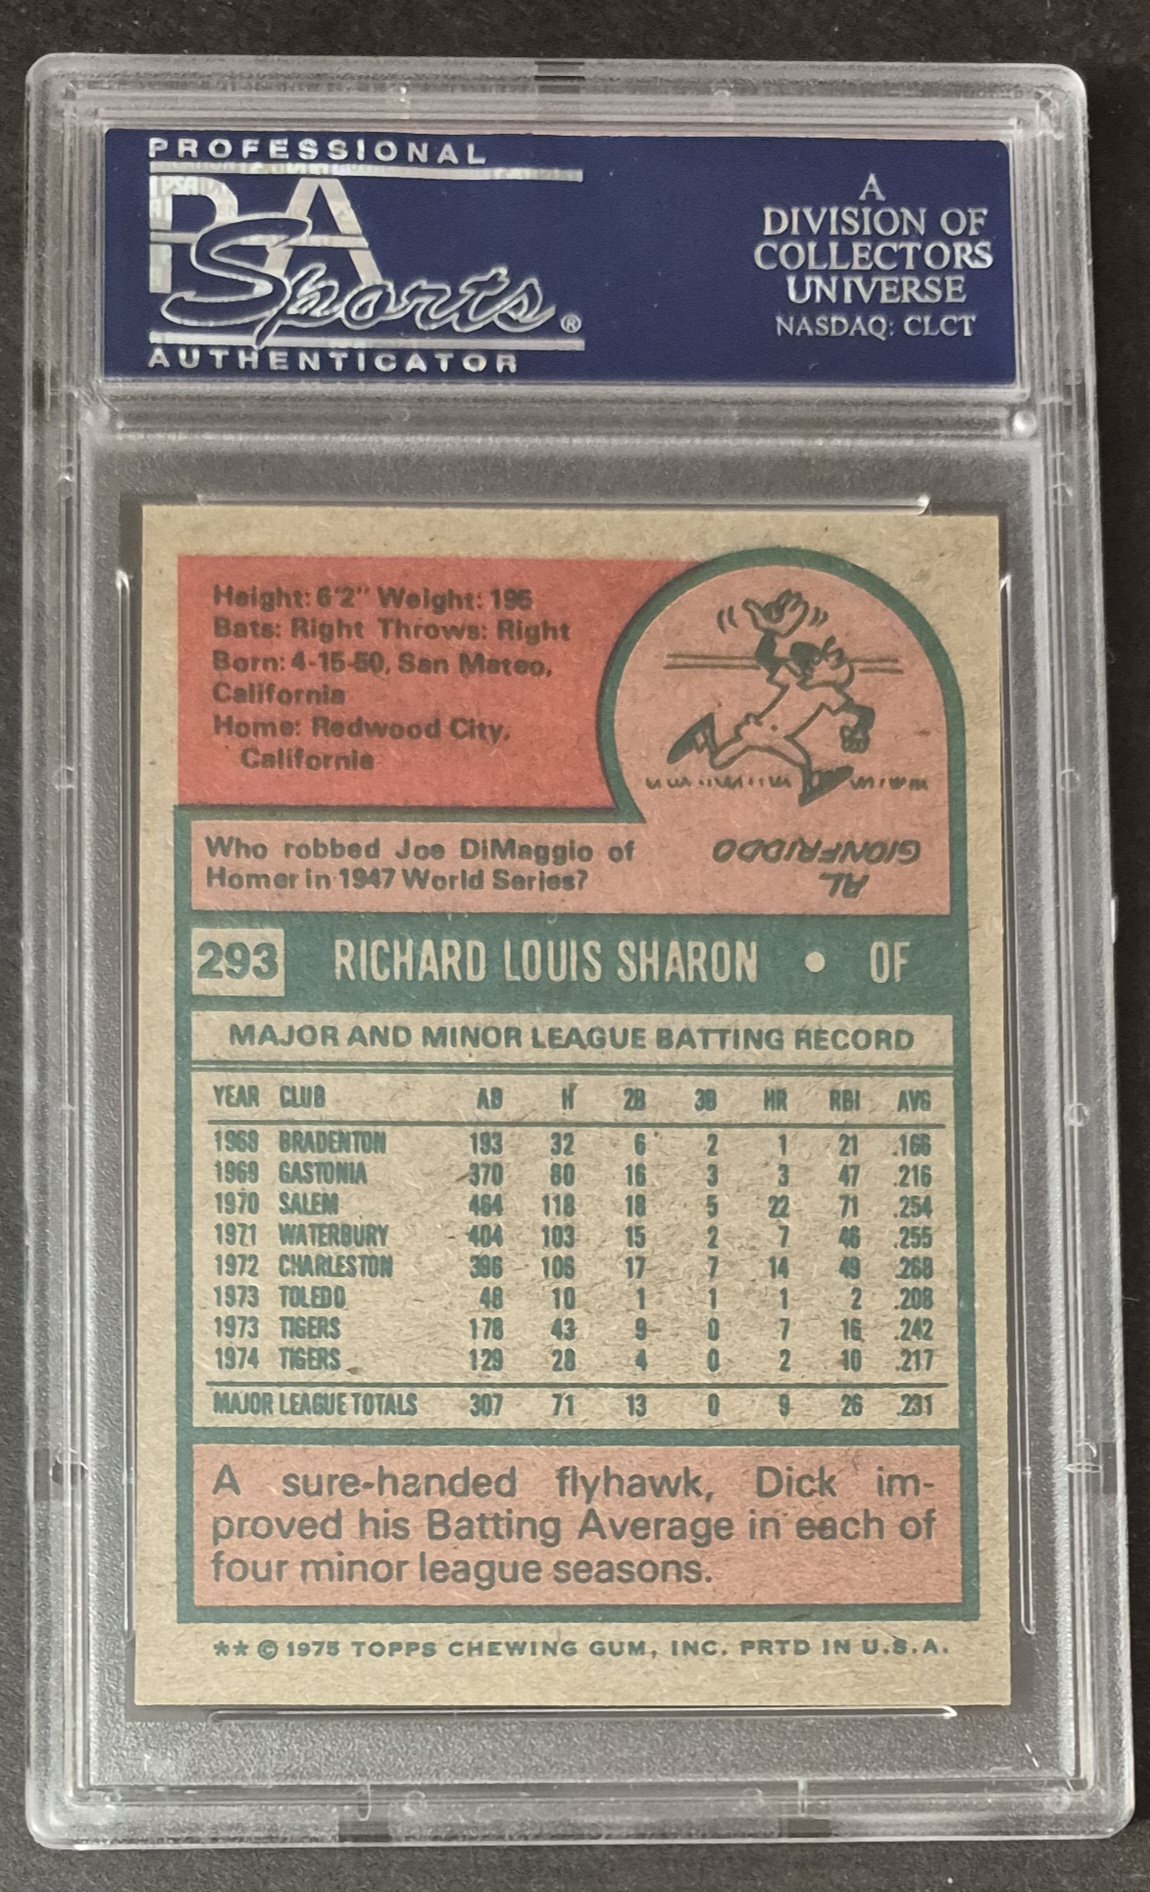 PROFESSIONAL
PSA
Sports®
AUTHENTICATOR
A
DIVISION OF
COLLECTORS
UNIVERSE
NASDAQ: CLCT
Height: 6'2" Weight: 195
Bats: Right Throws: Right
Born: 4-15-50, San Mateo,
California
Home: Redwood City,
California
Who robbed Joe DiMaggio of
Homer in 1947 World Series?
AL
GIONFRIDDO
293 RICHARD LOUIS SHARON • OF
MAJOR AND MINOR LEAGUE BATTING RECORD
YEAR CLUB AB H 2B 3B HR RBI AVG
1968 BRADENTON 193 32 6 2 1 21 .166
1969 GASTONIA 370 80 16 3 3 47 .216
1970 SALEM 464 118 18 5 22 71 .254
1971 WATERBURY 404 103 15 2 7 46 .255
1972 CHARLESTON 396 106 17 7 14 49 .268
1973 TOLEDO 48 10 1 1 1 2 .208
1973 TIGERS 178 43 9 0 7 16 .242
1974 TIGERS 129 28 4 0 2 10 .217
MAJOR LEAGUE TOTALS 307 71 13 0 9 26 .231
A sure-handed flyhawk, Dick im-
proved his Batting Average in each of
four minor league seasons.
** © 1975 TOPPS CHEWING GUM, INC. PRTD IN U.S.A.